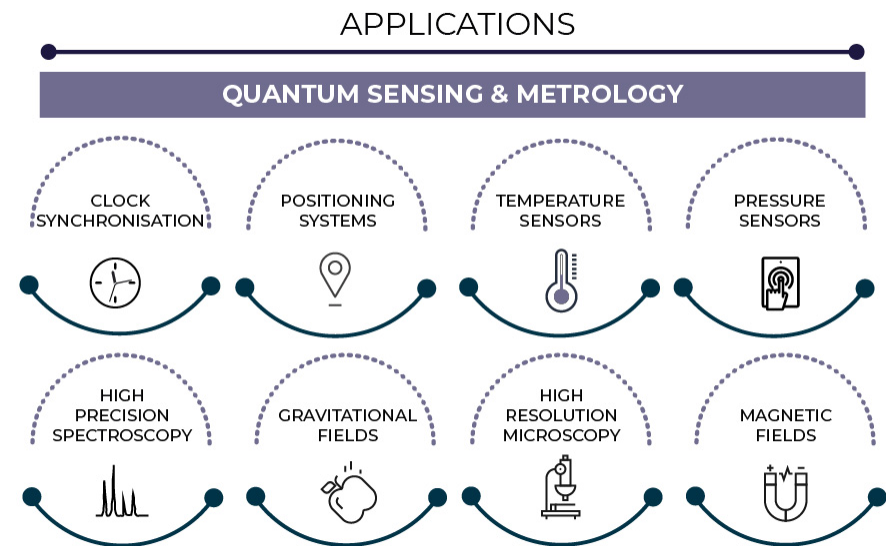 APPLICATIONS
QUANTUM SENSING & METROLOGY
CLOCK
SYNCHRONISATION
POSITIONING
SYSTEMS
TEMPERATURE
SENSORS
PRESSURE
SENSORS
HIGH
PRECISION
SPECTROSCOPY
GRAVITATIONAL
FIELDS
HIGH
RESOLUTION
MICROSCOPY
MAGNETIC
FIELDS